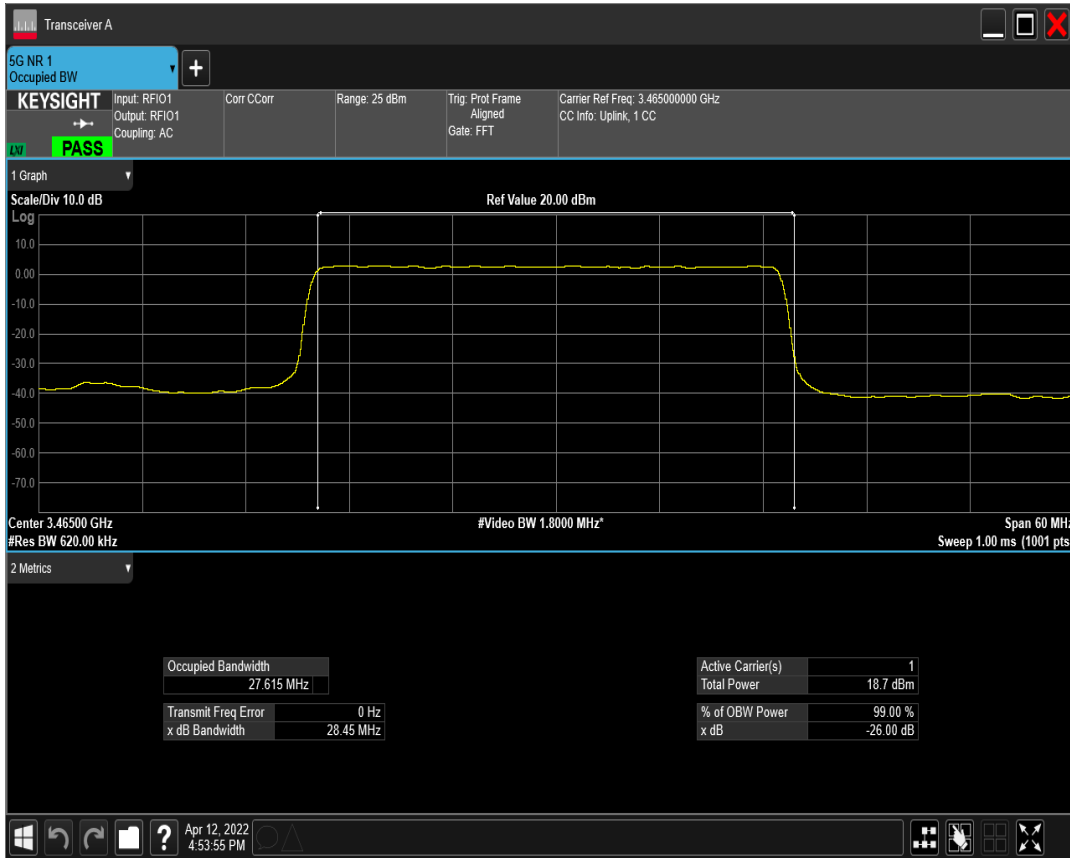 Transceiver A
5G NR 1
Occupied BW
+
KEYSIGHT
Input: RFIO1
Output: RFIO1
Coupling: AC
Corr CCorr
Range: 25 dBm
Trig: Prot Frame
Aligned
Gate: FFT
Carrier Ref Freq: 3.465000000 GHz
CC Info: Uplink, 1 CC
LXI
PASS
1 Graph
Scale/Div 10.0 dB
Ref Value 20.00 dBm
Log
10.0
0.00
-10.0
-20.0
-30.0
-40.0
-50.0
-60.0
-70.0
Center 3.46500 GHz
#Video BW 1.8000 MHz*
Span 60 MHz
#Res BW 620.00 kHz
Sweep 1.00 ms (1001 pts
2 Metrics
Occupied Bandwidth
27.615 MHz
Transmit Freq Error 0 Hz
x dB Bandwidth 28.45 MHz
Active Carrier(s) 1
Total Power 18.7 dBm
% of OBW Power 99.00 %
x dB -26.00 dB
?
Apr 12, 2022
4:53:55 PM